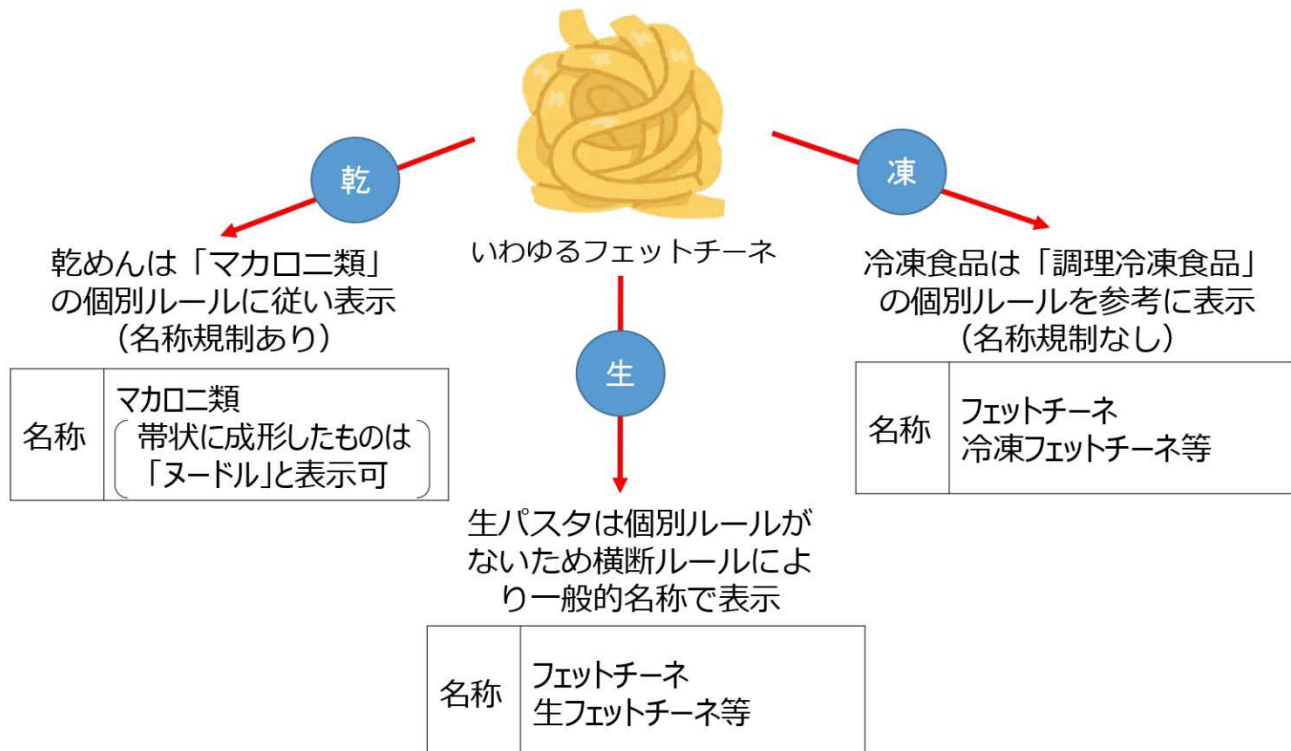 いわゆるフェットチーネ
乾
乾めんは「マカロニ類」
の個別ルールに従い表示
(名称規制あり)
名称
マカロニ類
帯状に成形したものは
「ヌードル」と表示可
生
生パスタは個別ルールが
ないため横断ルールによ
り一般的名称で表示
名称
フェットチーネ
生フェットチーネ等
凍
冷凍食品は「調理冷凍食品」
の個別ルールを参考に表示
(名称規制なし)
名称
フェットチーネ
冷凍フェットチーネ等